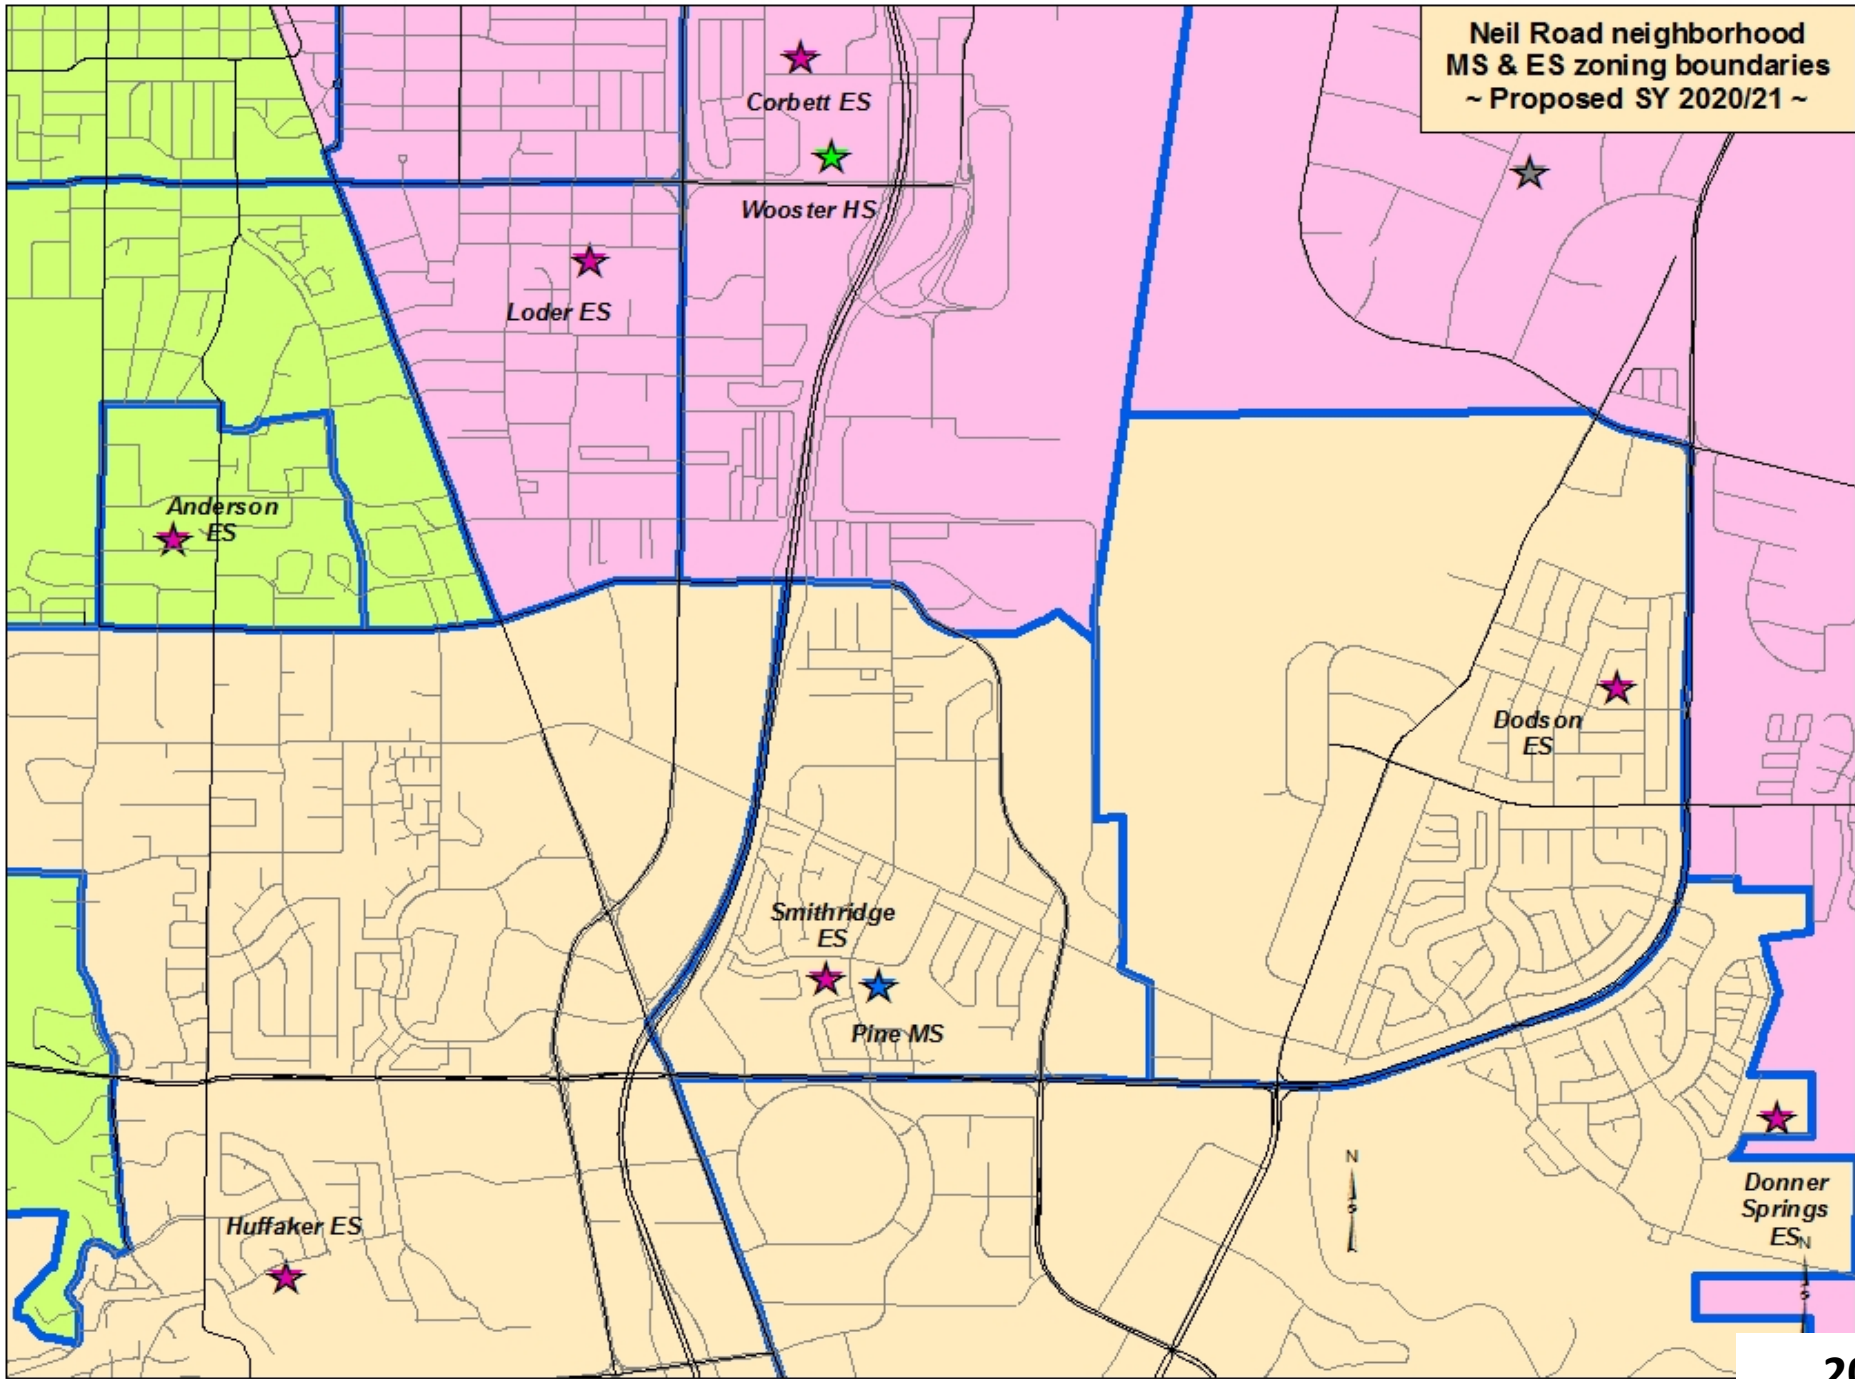 Neil Road neighborhood
MS & ES zoning boundaries
~ Proposed SY 2020/21 ~
Corbett ES
Wooster HS
Loder ES
Anderson
ES
Dodson
ES
Smithridge
ES
Pine MS
N
S
Donner
Springs
ES
N
S
Huffaker ES